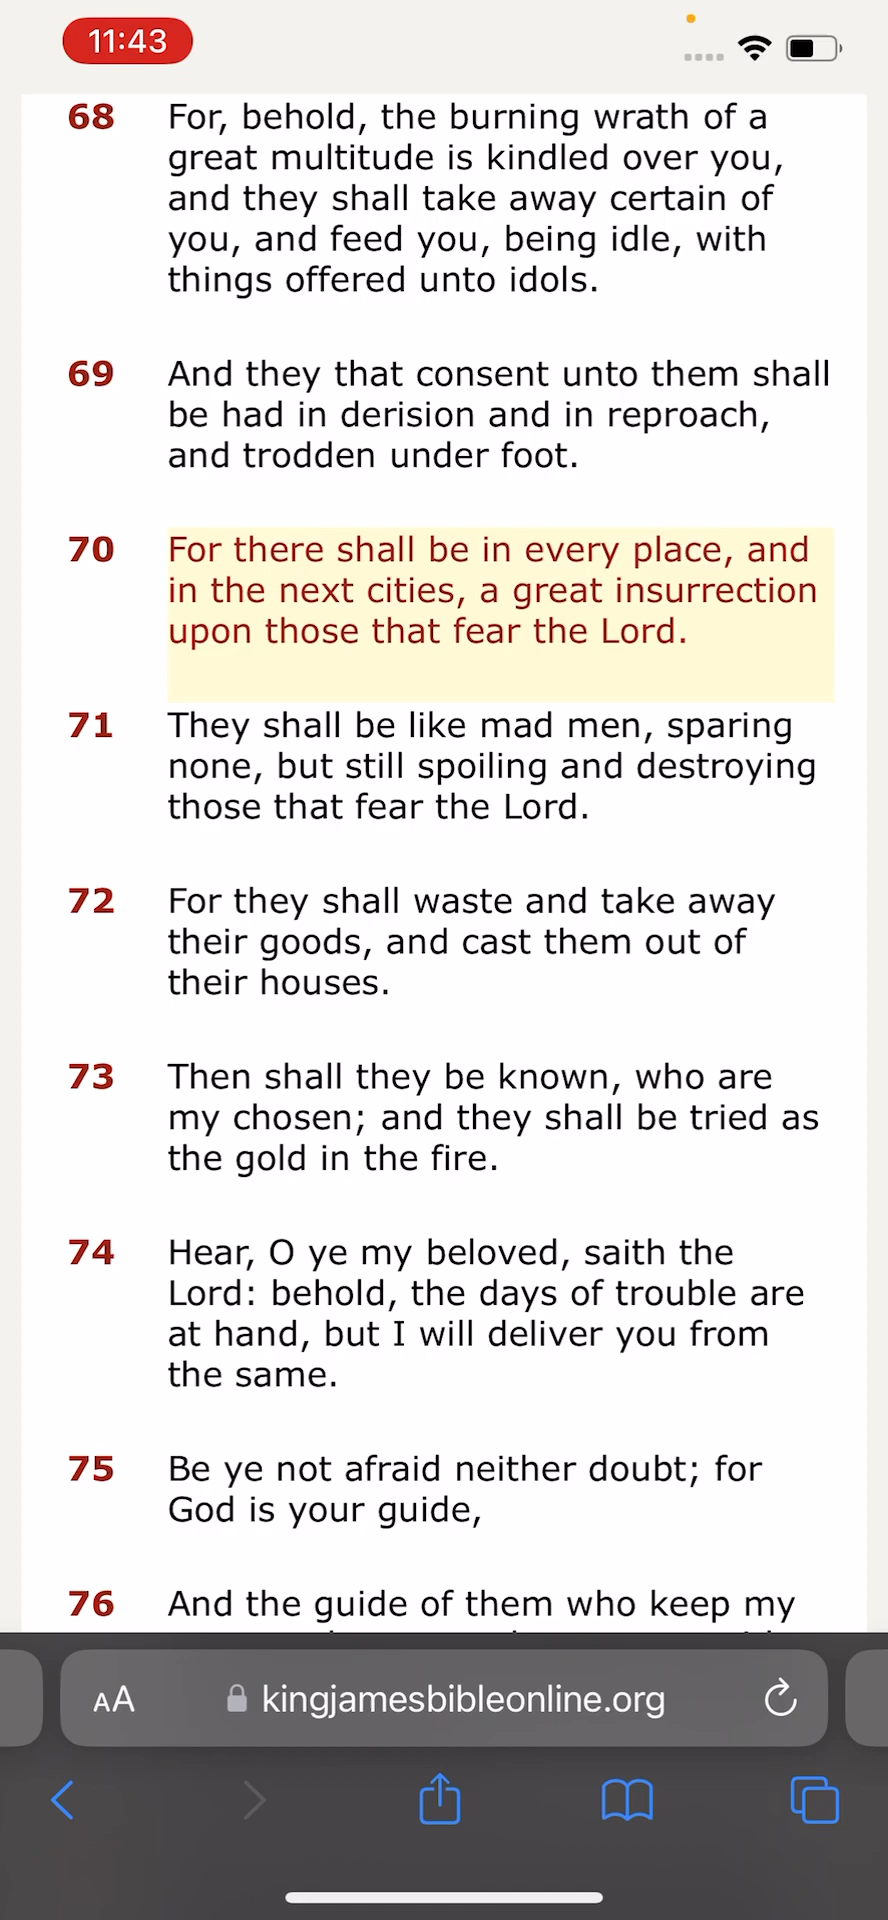 11:43
68 For, behold, the burning wrath of a
great multitude is kindled over you,
and they shall take away certain of
you, and feed you, being idle, with
things offered unto idols.
69 And they that consent unto them shall
be had in derision and in reproach,
and trodden under foot.
70 For there shall be in every place, and
in the next cities, a great insurrection
upon those that fear the Lord.
71 They shall be like mad men, sparing
none, but still spoiling and destroying
those that fear the Lord.
72 For they shall waste and take away
their goods, and cast them out of
their houses.
73 Then shall they be known, who are
my chosen; and they shall be tried as
the gold in the fire.
74 Hear, O ye my beloved, saith the
Lord: behold, the days of trouble are
at hand, but I will deliver you from
the same.
75 Be ye not afraid neither doubt; for
God is your guide,
76 And the guide of them who keep my
AA kingjamesbibleonline.org